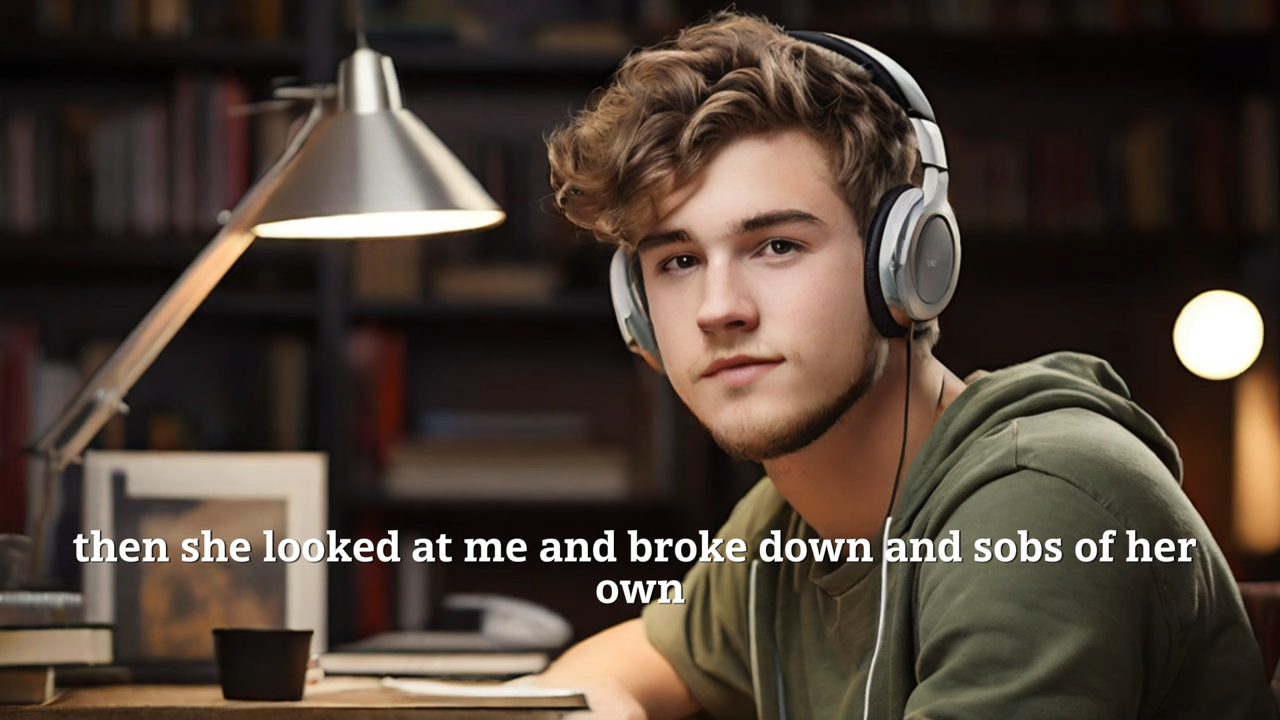 then she looked at me and broke down and sobs of her
own